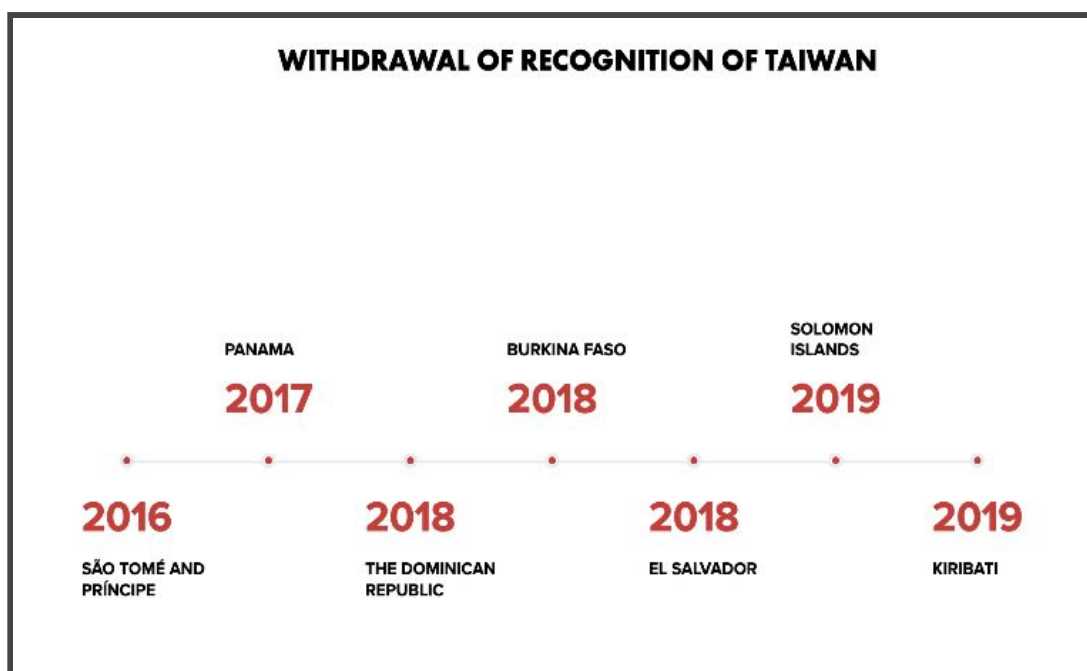 WITHDRAWAL OF RECOGNITION OF TAIWAN
2016
SÃO TOMÉ AND
PRÍNCIPE
PANAMA
2017
2018
THE DOMINICAN
REPUBLIC
BURKINA FASO
2018
2018
EL SALVADOR
SOLOMON
ISLANDS
2019
2019
KIRIBATI